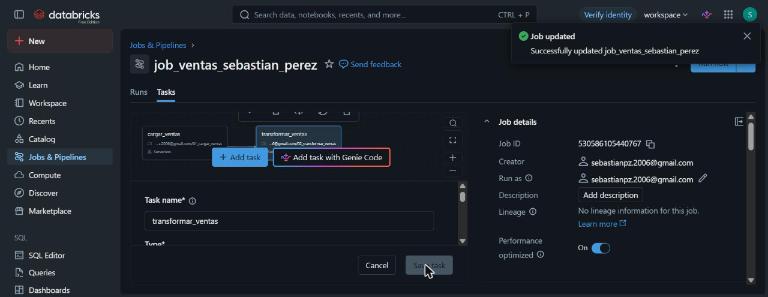 databricks
Free Edition
Search data, notebooks, recents, and more...
CTRL + P
Verify identity
workspace
S
New
Home
Learn
Workspace
Recents
Catalog
Jobs & Pipelines
Compute
Discover
Marketplace
SQL
SQL Editor
Queries
Dashboards
Jobs & Pipelines >
job_ventas_sebastian_perez
Send feedback
Job updated
Successfully updated job_ventas_sebastian_perez
Runs
Tasks
cargar_ventas
transformar_ventas
Add task
Add task with Genie Code
Task name*
transformar_ventas
Type*
Cancel
Job details
Job ID
530586105440767
Creator
sebastianpz.2006@gmail.com
Run as
sebastianpz.2006@gmail.com
Description
Add description
Lineage
No lineage information for this job.
Learn more
Performance optimized
On